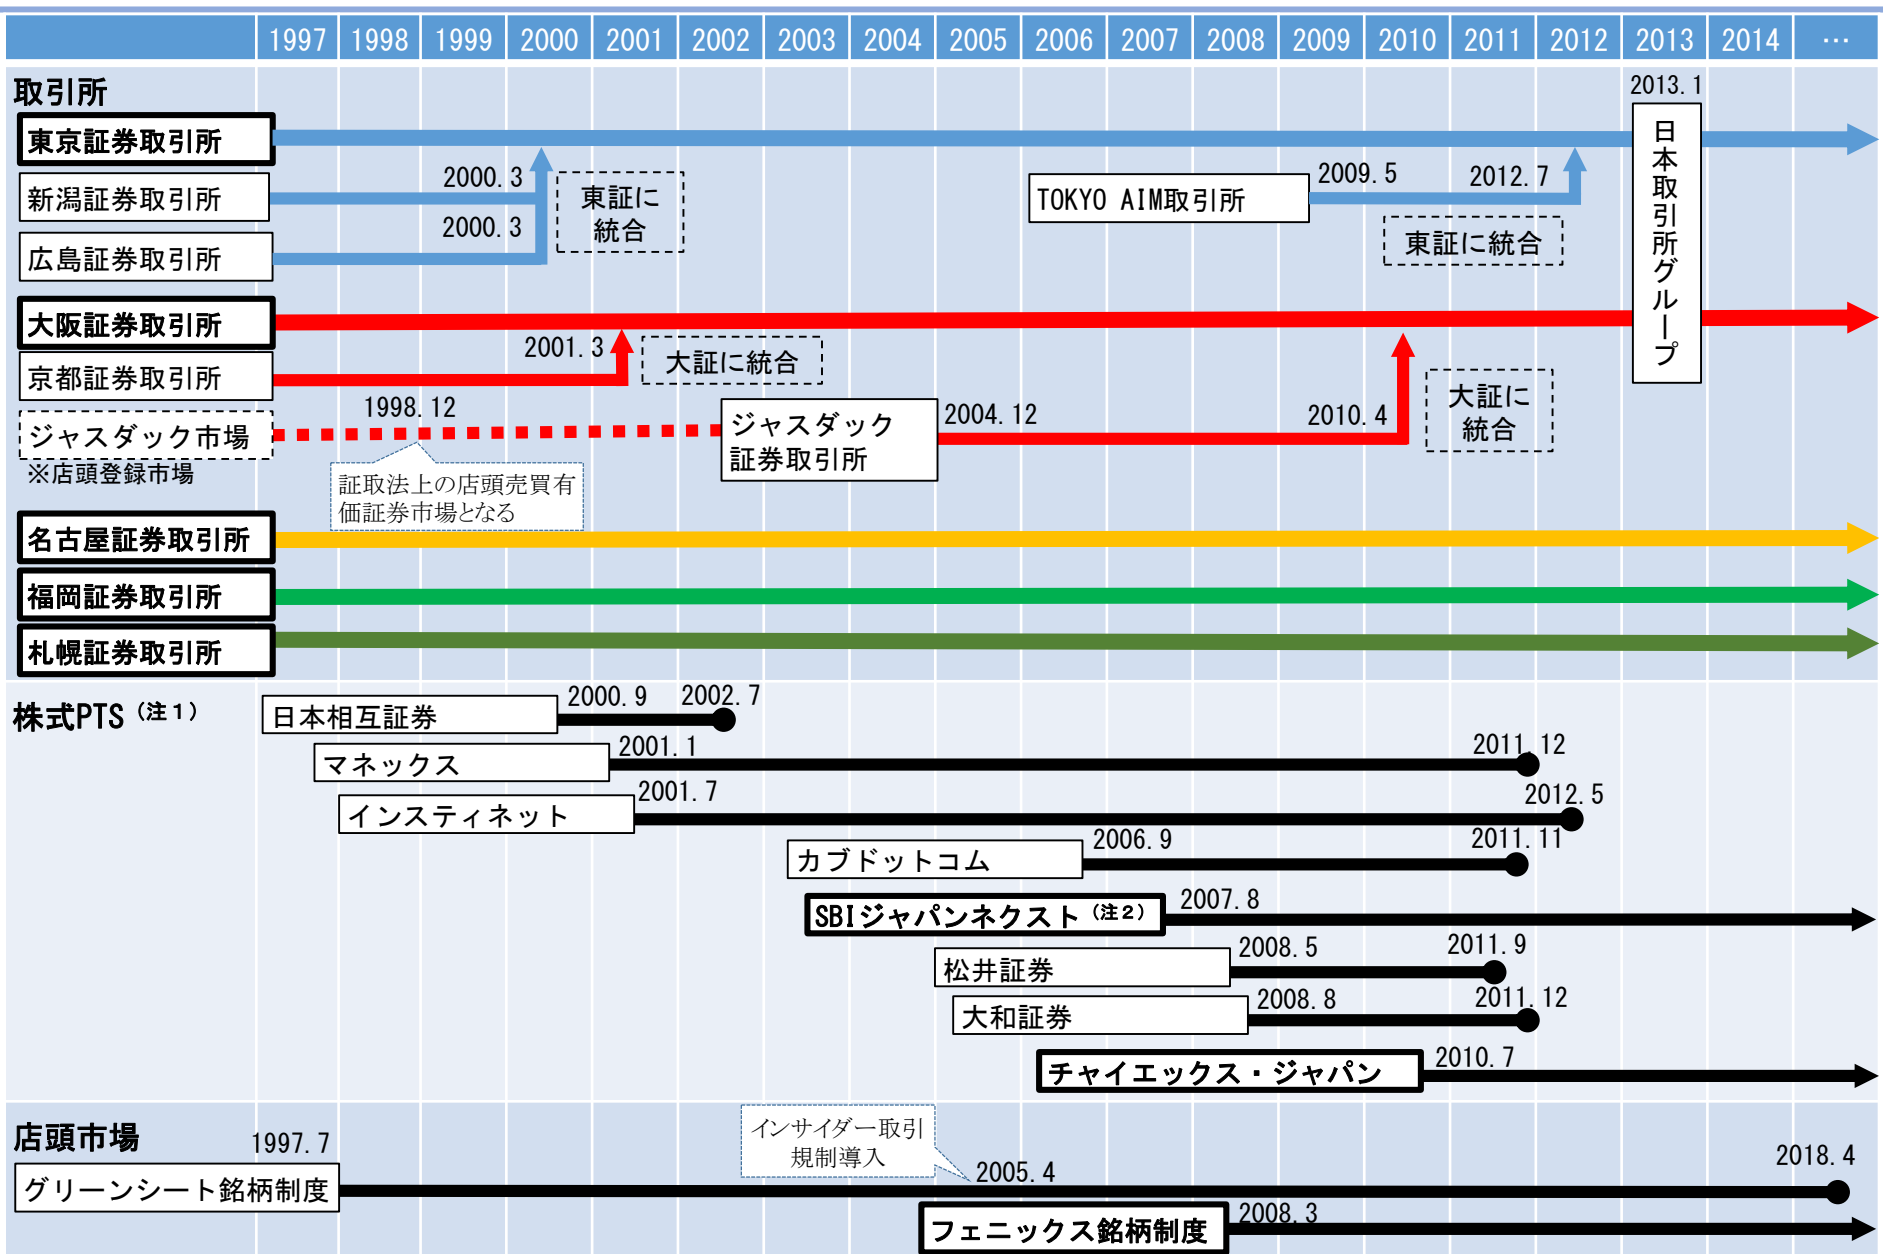 1997 1998 1999 2000 2001 2002 2003 2004 2005 2006 2007 2008 2009 2010 2011 2012 2013 2014 …
取引所
2013.1
東京証券取引所
日本取引所グループ
新潟証券取引所
2000.3
東証に
統合
TOKYO AIM取引所
2009.5
2012.7
広島証券取引所
2000.3
東証に統合
大阪証券取引所
京都証券取引所
2001.3
大証に統合
ジャスダック市場
※店頭登録市場
1998.12
証取法上の店頭売買有
価証券市場となる
ジャスダック
証券取引所
2004.12
2010.4
大証に
統合
名古屋証券取引所
福岡証券取引所
札幌証券取引所
株式PTS(注1)
日本相互証券
2000.9
2002.7
マネックス
2001.1
2011.12
インスティネット
2001.7
2012.5
カブドットコム
2006.9
2011.11
SBIジャパンネクスト(注2)
2007.8
松井証券
2008.5
2011.9
大和証券
2008.8
2011.12
チャイエックス・ジャパン
2010.7
店頭市場
インサイダー取引
規制導入
1997.7
グリーンシート銘柄制度
2005.4
2018.4
フェニックス銘柄制度
2008.3